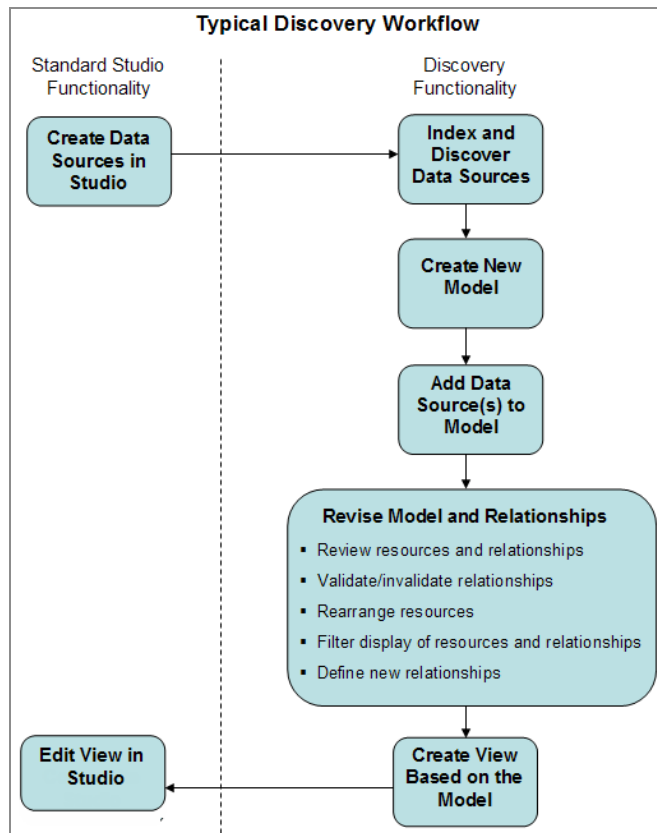 Typical Discovery Workflow
Standard Studio
Functionality
Discovery
Functionality
Create Data
Sources in
Studio
Index and
Discover
Data Sources
Create New
Model
Add Data
Source(s) to
Model
Revise Model and Relationships
▪ Review resources and relationships
▪ Validate/invalidate relationships
▪ Rearrange resources
▪ Filter display of resources and relationships
▪ Define new relationships
Edit View in
Studio
Create View
Based on the
Model